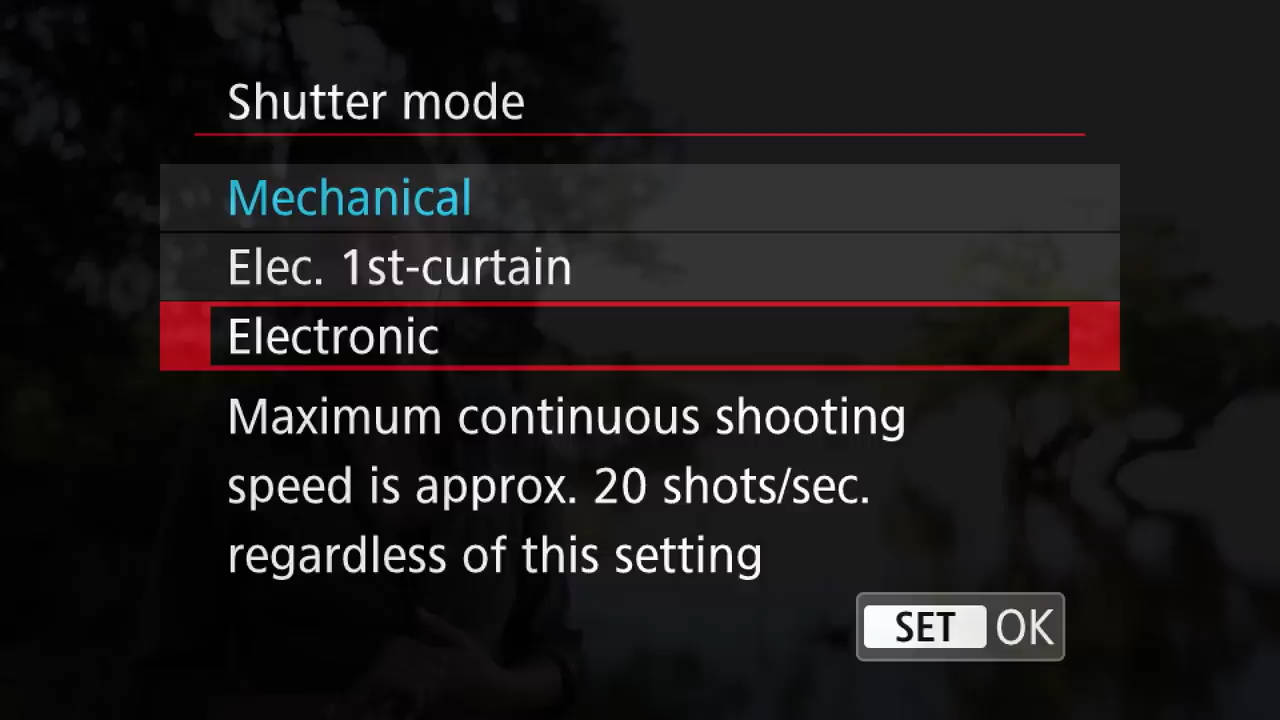 Shutter mode
Mechanical
Elec. 1st-curtain
Electronic
Maximum continuous shooting
speed is approx. 20 shots/sec.
regardless of this setting
SET OK